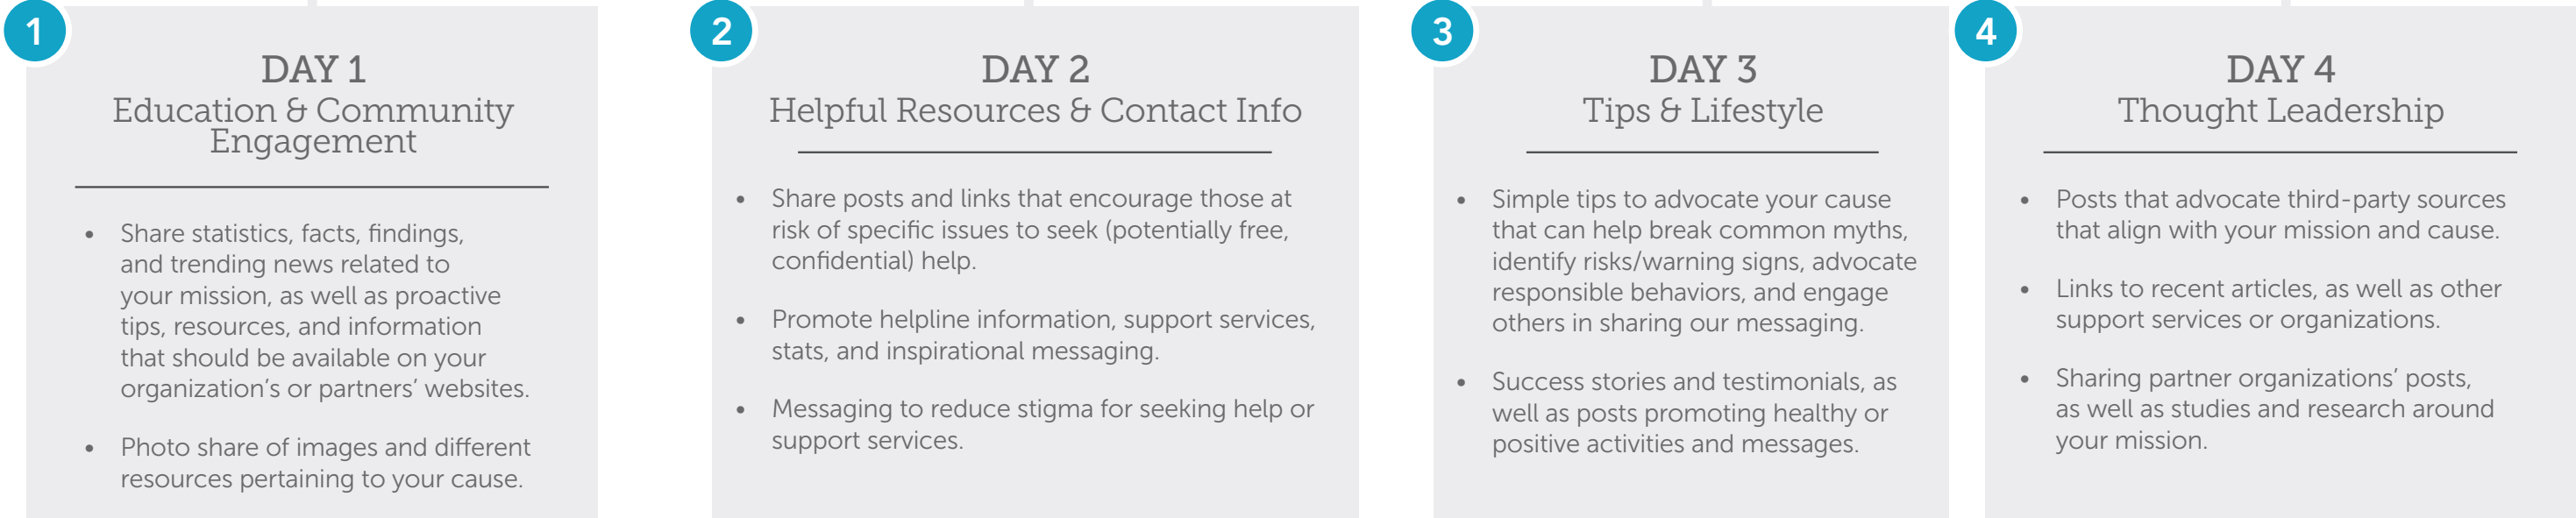 1
DAY 1
Education & Community
Engagement
• Share statistics, facts, findings,
and trending news related to
your mission, as well as proactive
tips, resources, and information
that should be available on your
organization's or partners' websites.
• Photo share of images and different
resources pertaining to your cause.
2
DAY 2
Helpful Resources & Contact Info
• Share posts and links that encourage those at
risk of specific issues to seek (potentially free,
confidential) help.
• Promote helpline information, support services,
stats, and inspirational messaging.
• Messaging to reduce stigma for seeking help or
support services.
3
DAY 3
Tips & Lifestyle
• Simple tips to advocate your cause
that can help break common myths,
identify risks/warning signs, advocate
responsible behaviors, and engage
others in sharing our messaging.
• Success stories and testimonials, as
well as posts promoting healthy or
positive activities and messages.
4
DAY 4
Thought Leadership
• Posts that advocate third-party sources
that align with your mission and cause.
• Links to recent articles, as well as other
support services or organizations.
• Sharing partner organizations' posts,
as well as studies and research around
your mission.